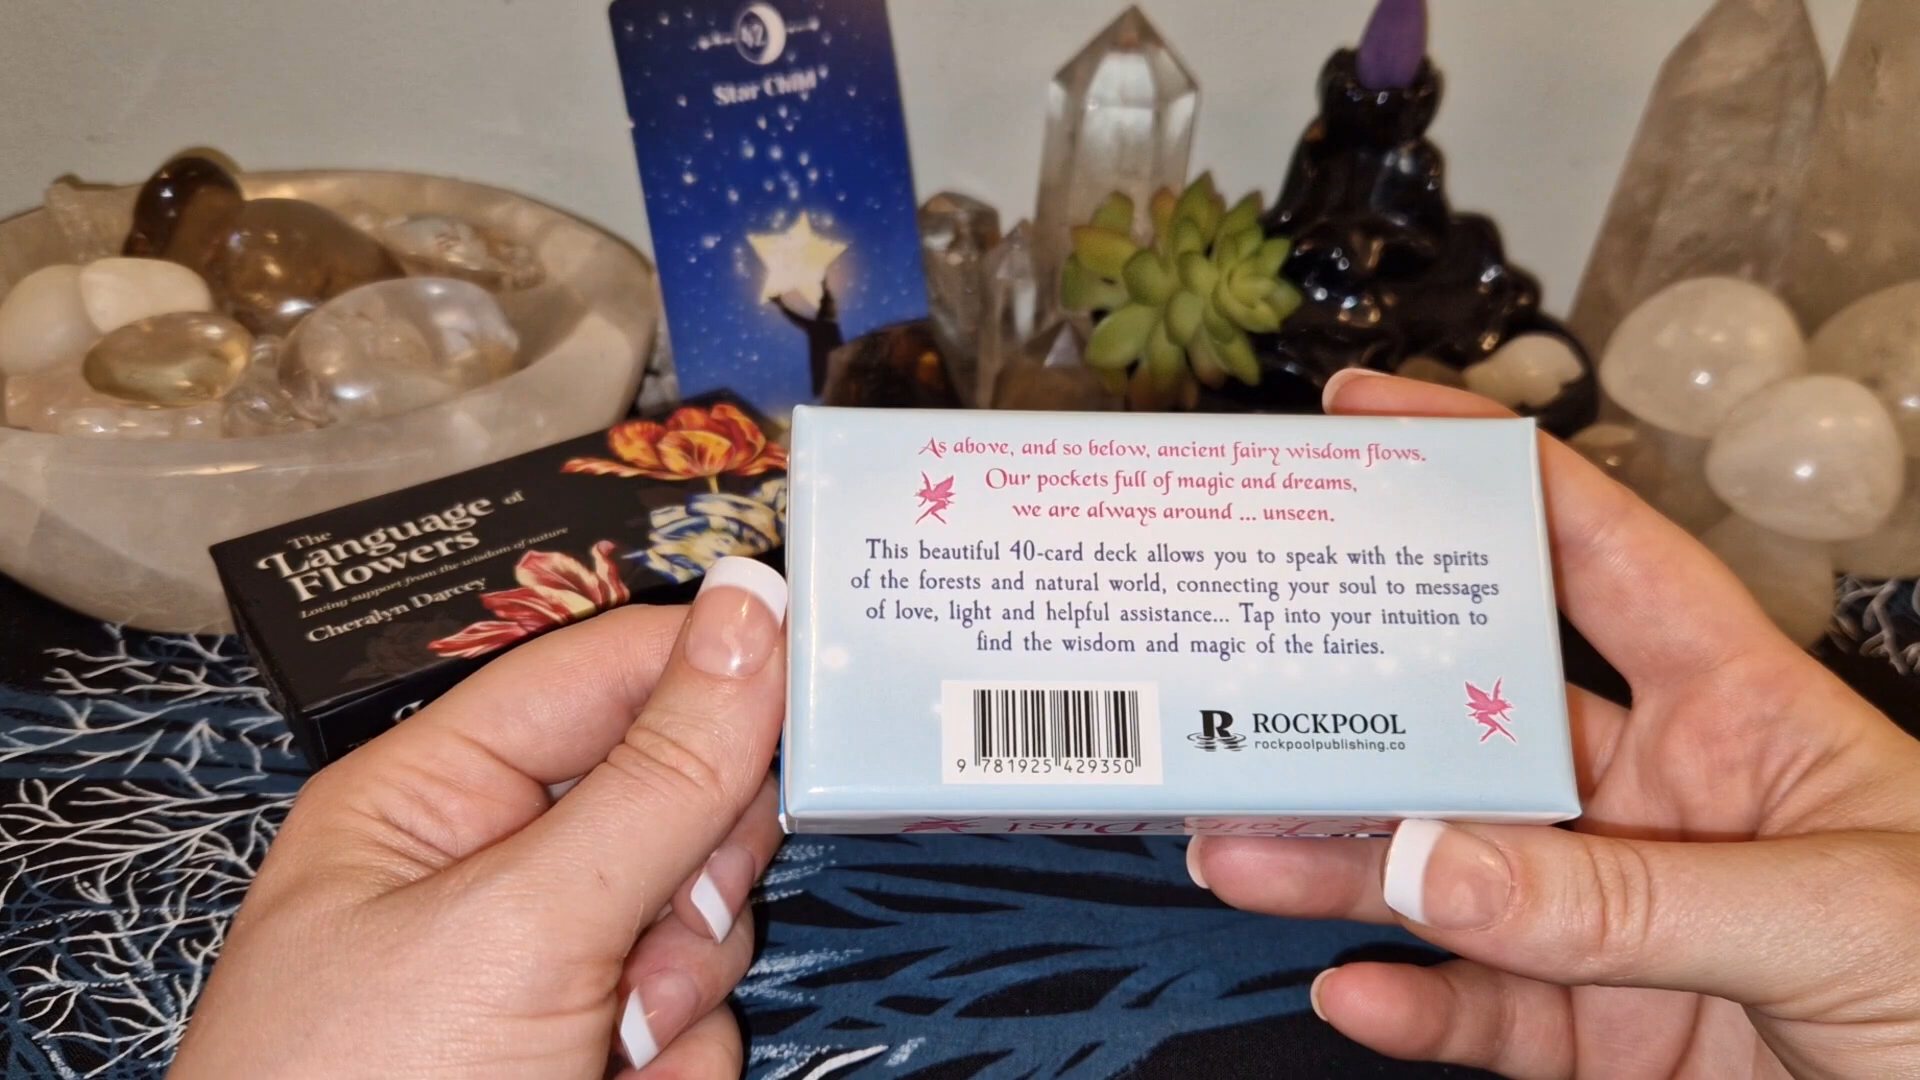 42
Star Child
The
Language of
Flowers
Loving support from the wisdom of nature
Cheralyn Darcey
As above, and so below, ancient fairy wisdom flows.
Our pockets full of magic and dreams,
we are always around ... unseen.
This beautiful 40-card deck allows you to speak with the spirits
of the forests and natural world, connecting your soul to messages
of love, light and helpful assistance... Tap into your intuition to
find the wisdom and magic of the fairies.
9 781925 429350
R ROCKPOOL
rockpoolpublishing.co
Dust